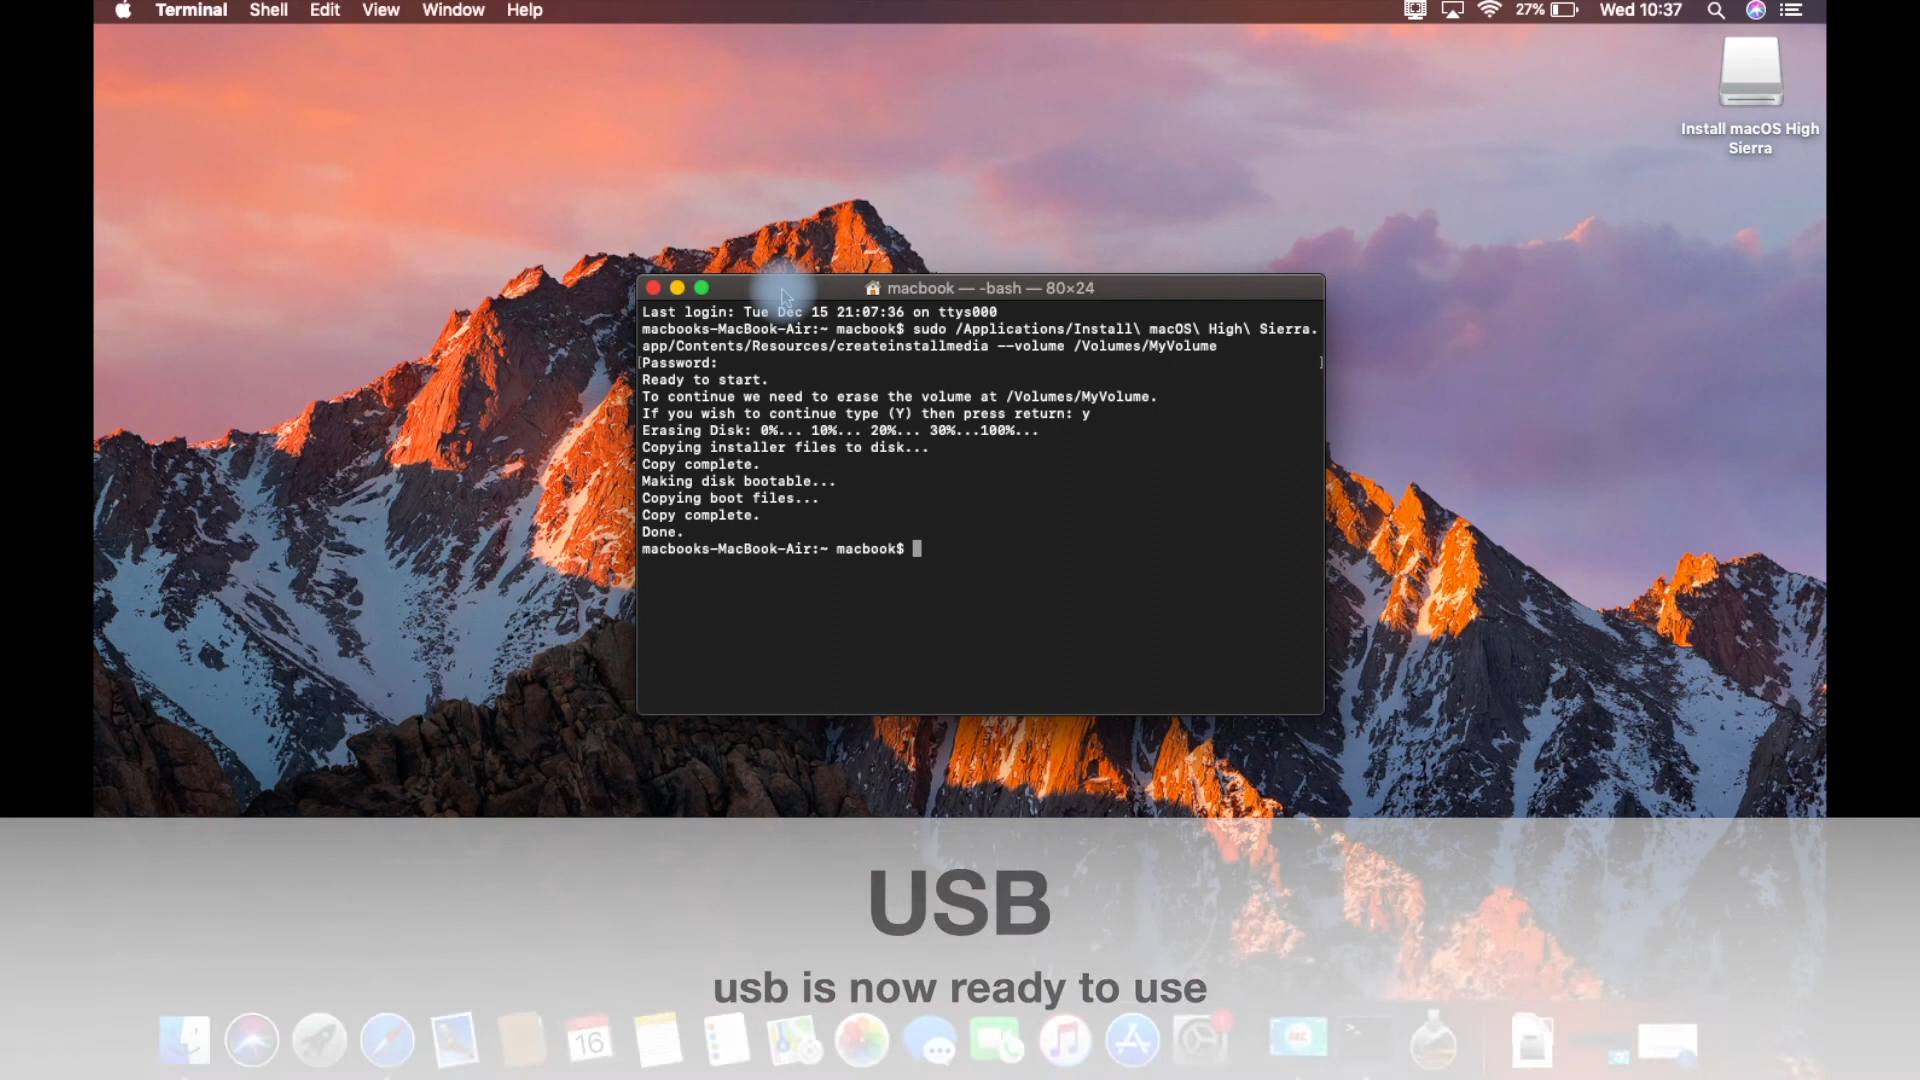 Terminal Shell Edit View Window Help 27% Wed 10:37
Install macOS High
Sierra
macbook — -bash — 80×24
Last login: Tue Dec 15 21:07:36 on ttys000
macbooks-MacBook-Air:~ macbook$ sudo /Applications/Install\ macOS\ High\ Sierra.
app/Contents/Resources/createinstallmedia --volume /Volumes/MyVolume
[Password: ]
Ready to start.
To continue we need to erase the volume at /Volumes/MyVolume.
If you wish to continue type (Y) then press return: y
Erasing Disk: 0%... 10%... 20%... 30%...100%...
Copying installer files to disk...
Copy complete.
Making disk bootable...
Copying boot files...
Copy complete.
Done.
macbooks-MacBook-Air:~ macbook$
USB
usb is now ready to use
16